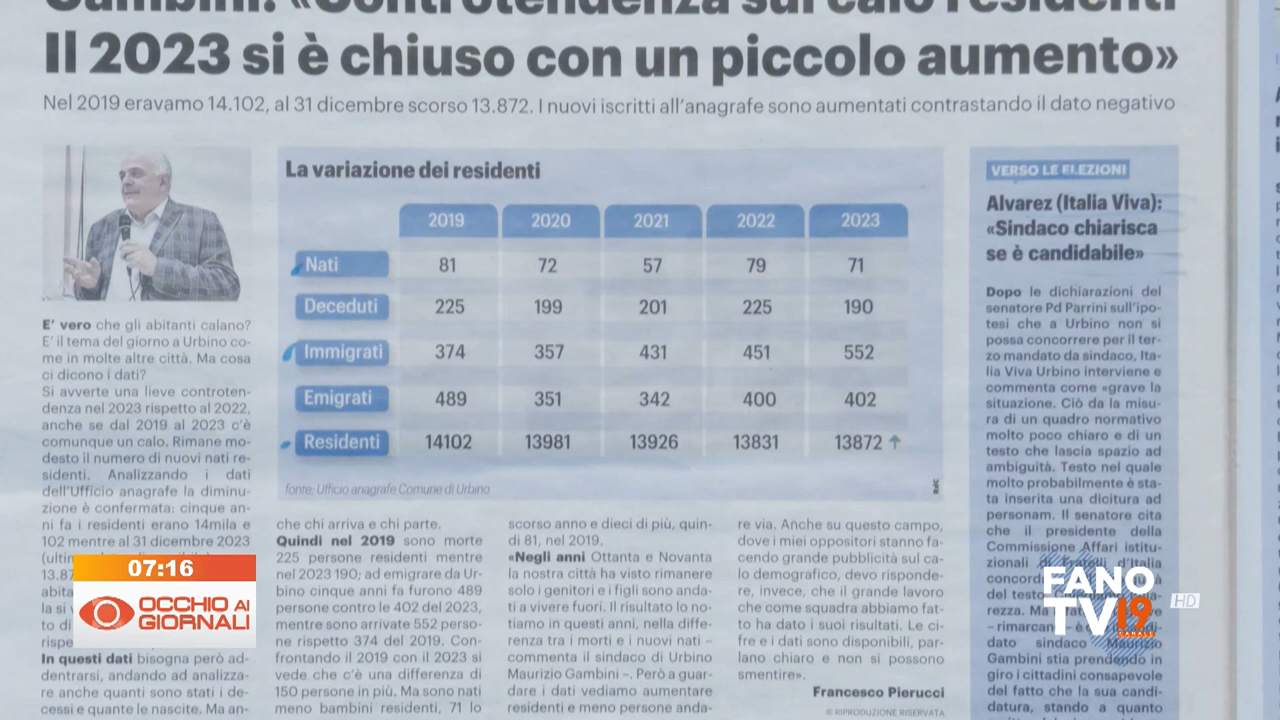 Gambini: «Controtendenza sul calo residenti
Il 2023 si è chiuso con un piccolo aumento»
Nel 2019 eravamo 14.102, al 31 dicembre scorso 13.872. I nuovi iscritti all'anagrafe sono aumentati contrastando il dato negativo
La variazione dei residenti
2019 2020 2021 2022 2023
Nati 81 72 57 79 71
Deceduti 225 199 201 225 190
Immigrati 374 357 431 451 552
Emigrati 489 351 342 400 402
Residenti 14102 13981 13926 13831 13872
fonte: Ufficio anagrafe Comune di Urbino
E' vero che gli abitanti calano?
E' il tema del giorno a Urbino co-
me in molte altre città. Ma cosa
ci dicono i dati?
Si avverte una lieve controten-
denza nel 2023 rispetto al 2022,
anche se dal 2019 al 2023 c'è
comunque un calo. Rimane mo-
desto il numero di nuovi nati re-
sidenti. Analizzando i dati
dell'Ufficio anagrafe la diminu-
zione è confermata: cinque an-
ni fa i residenti erano 14mila e
102 mentre al 31 dicembre 2023
13.87
abita
la si
to di
rispe
In questi dati bisogna però ad-
dentrarsi, andando ad analizza-
re anche quanti sono stati i de-
cessi e quante le nascite. Ma an-
che chi arriva e chi parte.
Quindi nel 2019 sono morte
225 persone residenti mentre
nel 2023 190; ad emigrare da Ur-
bino cinque anni fa furono 489
persone contro le 402 del 2023,
mentre sono arrivate 552 perso-
ne rispetto 374 del 2019. Con-
frontando il 2019 con il 2023 si
vede che c'è una differenza di
150 persone in più. Ma sono nati
meno bambini residenti, 71 lo
scorso anno e dieci di più, quin-
di 81, nel 2019.
«Negli anni Ottanta e Novanta
la nostra città ha visto rimanere
solo i genitori e i figli sono anda-
ti a vivere fuori. Il risultato lo no-
tiamo in questi anni, nella diffe-
renza tra i morti e i nuovi nati –
commenta il sindaco di Urbino
Maurizio Gambini –. Però a guar-
dare i dati vediamo aumentare
residenti e meno persone anda-
re via. Anche su questo campo,
dove i miei oppositori stanno fa-
cendo grande pubblicità sul ca-
lo demografico, devo risponde-
re, invece, che il grande lavoro
che come squadra abbiamo fat-
to ha dato i suoi risultati. Le ci-
fre e i dati sono disponibili, par-
lano chiaro e non si possono
smentire».
Francesco Pierucci
© RIPRODUZIONE RISERVATA
VERSO LE ELEZIONI
Alvarez (Italia Viva):
«Sindaco chiarisca
se è candidabile»
Dopo le dichiarazioni del
senatore Pd Parrini sull'ipo-
tesi che a Urbino non si
possa concorrere per il ter-
zo mandato da sindaco, Ita-
lia Viva Urbino interviene e
commenta come «grave la
situazione. Ciò da la misu-
ra di un quadro normativo
molto poco chiaro e di un
testo che lascia spazio ad
ambiguità. Testo nel quale
molto probabilmente è sta-
ta inserita una dicitura ad
personam. Il senatore cita
che il presidente della
Commissione Affari istitu-
zionali di Fratelli d'Italia
concord
del testo
rezza. Ma
– rimarcan
dato sindaco Maurizio
Gambini stia prendendo in
giro i cittadini consapevole
del fatto che la sua candi-
datura, stando a quanto
07:16
OCCHIO AI
GIORNALI
FANO
TV19
HD